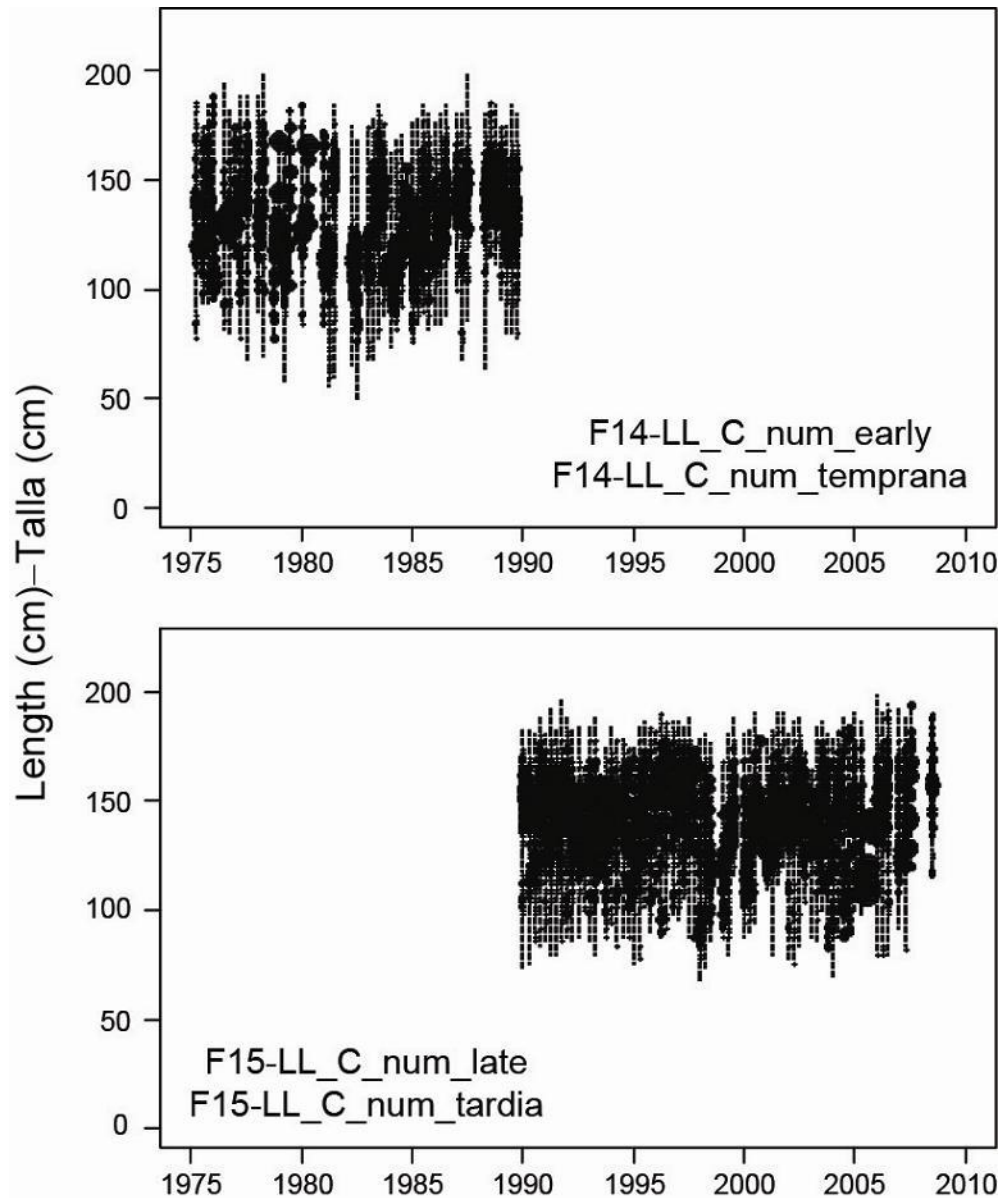 Length (cm)–Talla (cm)
200
150
100
50
0
F14-LL_C_num_early
F14-LL_C_num_temprana
1975 1980 1985 1990 1995 2000 2005 2010
200
150
100
50
0
F15-LL_C_num_late
F15-LL_C_num_tardia
1975 1980 1985 1990 1995 2000 2005 2010